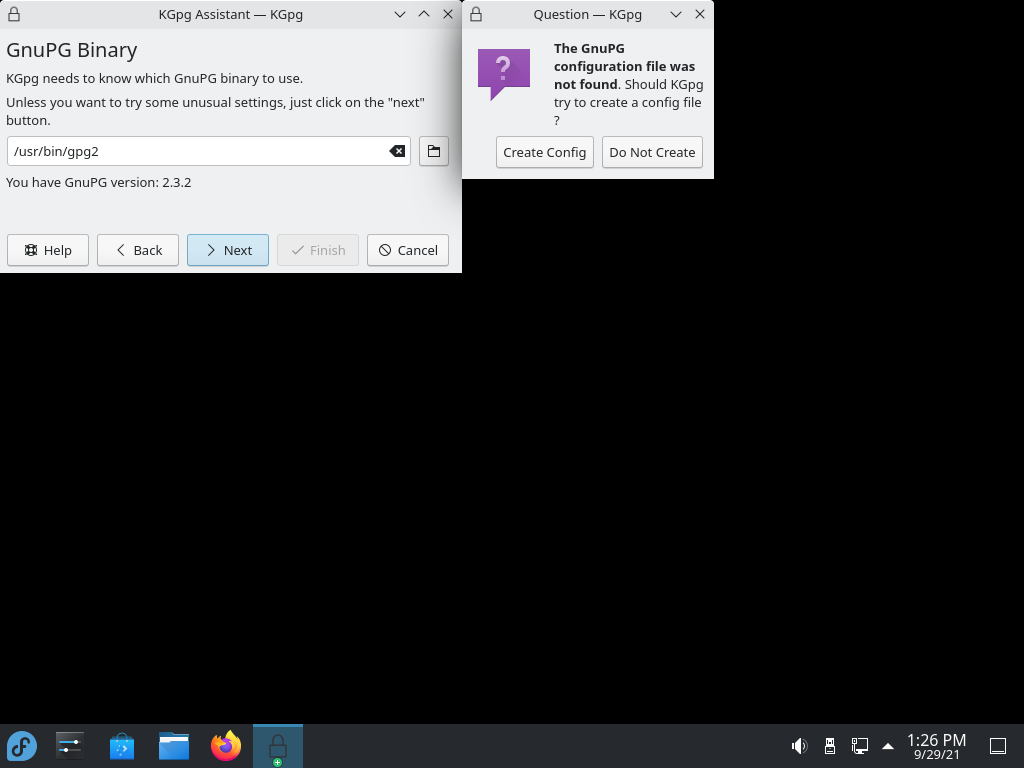 KGpg Assistant — KGpg
GnuPG Binary
KGpg needs to know which GnuPG binary to use.
Unless you want to try some unusual settings, just click on the "next"
button.
/usr/bin/gpg2
You have GnuPG version: 2.3.2
Help
Back
Next
Finish
Cancel
Question — KGpg
The GnuPG
configuration file was
not found. Should KGpg
try to create a config file
?
Create Config
Do Not Create
1:26 PM
9/29/21